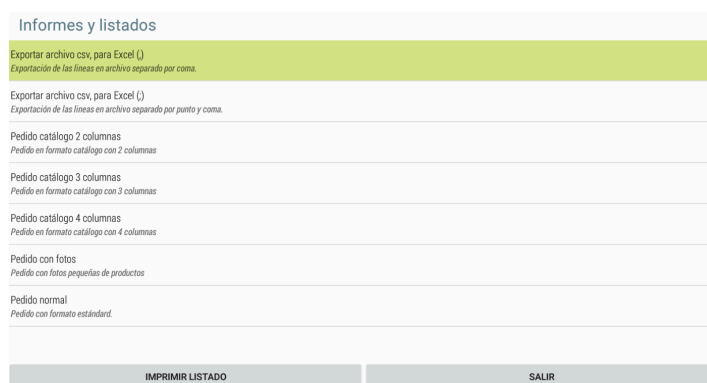 Informes y listados
Exportar archivo csv, para Excel (,)
Exportación de las lineas en archivo separado por coma.
Exportar archivo csv, para Excel (;)
Exportación de las lineas en archivo separado por punto y coma.
Pedido catálogo 2 columnas
Pedido en formato catálogo con 2 columnas
Pedido catálogo 3 columnas
Pedido en formato catálogo con 3 columnas
Pedido catálogo 4 columnas
Pedido en formato catálogo con 4 columnas
Pedido con fotos
Pedido con fotos pequeñas de productos
Pedido normal
Pedido con formato estándard.
IMPRIMIR LISTADO SALIR